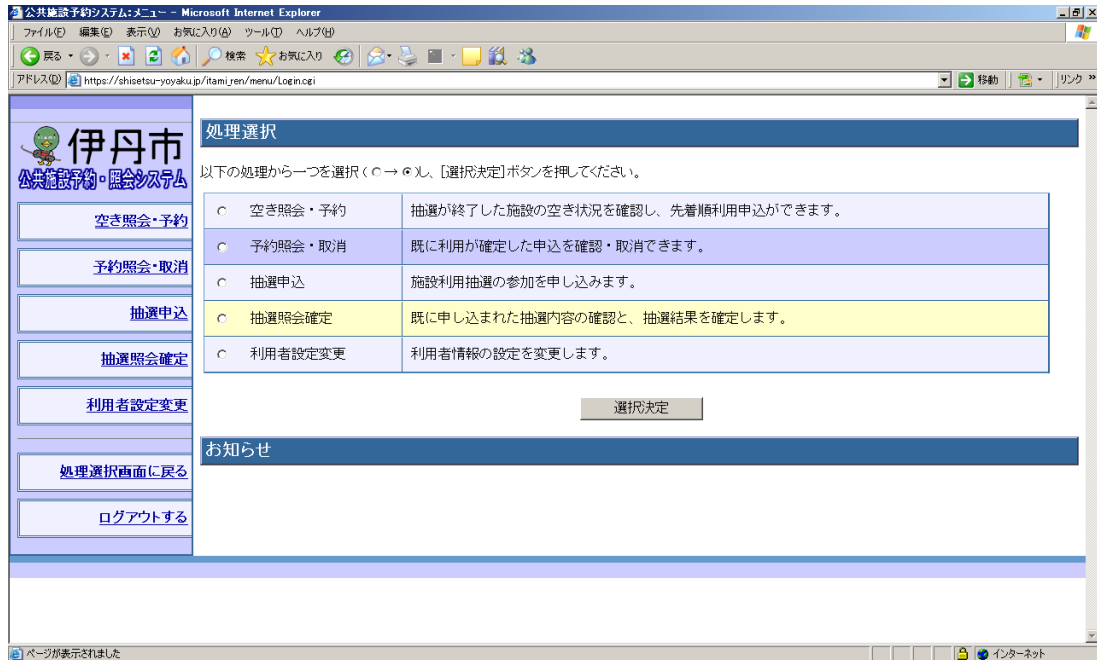 公共施設予約システム:メニュー - Microsoft Internet Explorer
ファイル(F) 編集(E) 表示(V) お気に入り(A) ツール(T) ヘルプ(H)
戻る 検索 お気に入り
アドレス(D) https://shisetsu-yoyaku.jp/itami_ren/menu/Login.cgi 移動 リンク »
伊丹市
公共施設予約・照会システム
空き照会・予約
予約照会・取消
抽選申込
抽選照会確定
利用者設定変更
処理選択画面に戻る
ログアウトする
処理選択
以下の処理から一つを選択(○→◉)し、[選択決定]ボタンを押してください。
空き照会・予約 抽選が終了した施設の空き状況を確認し、先着順利用申込ができます。
予約照会・取消 既に利用が確定した申込を確認・取消できます。
抽選申込 施設利用抽選の参加を申し込みます。
抽選照会確定 既に申し込まれた抽選内容の確認と、抽選結果を確定します。
利用者設定変更 利用者情報の設定を変更します。
選択決定
お知らせ
ページが表示されました インターネット